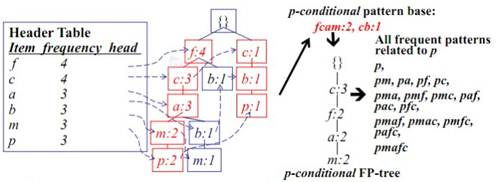 Header Table
Item frequency head
f 4
c 4
a 3
b 3
m 3
p 3
{}
f:4
c:1
c:3
b:1
b:1
a:3
p:1
m:2
b:1
p:2
m:1
p-conditional pattern base:
fcam:2, cb:1
{}
c:3
f:2
a:2
m:2
p-conditional FP-tree
All frequent patterns
related to p
p,
pm, pa, pf, pc,
pma, pmf, pmc, paf,
pac, pfc,
pmaf, pmac, pmfc,
pafc,
pmafc